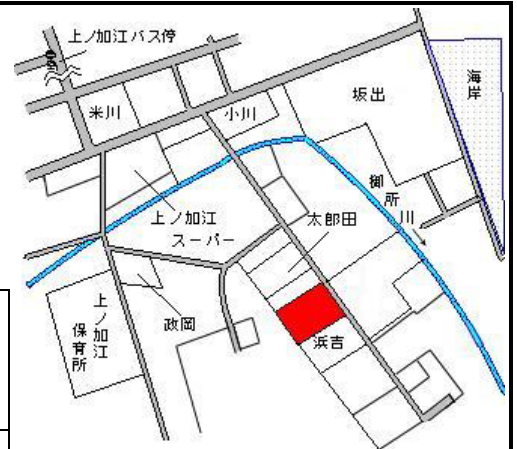 上ノ加江バス停
米川
小川
坂出
海岸
御所川
上ノ加江
スーパー
太郎田
上ノ加江
保育所
政岡
浜吉